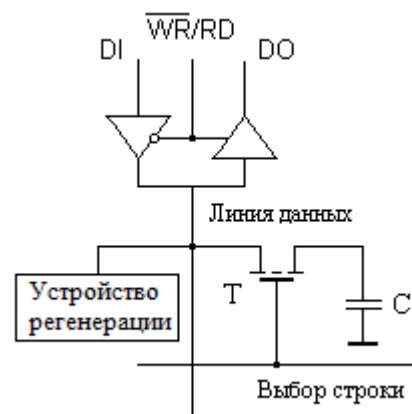 WR/RD
DI
DO
Линия данных
Устройство
регенерации
T
C
Выбор строки